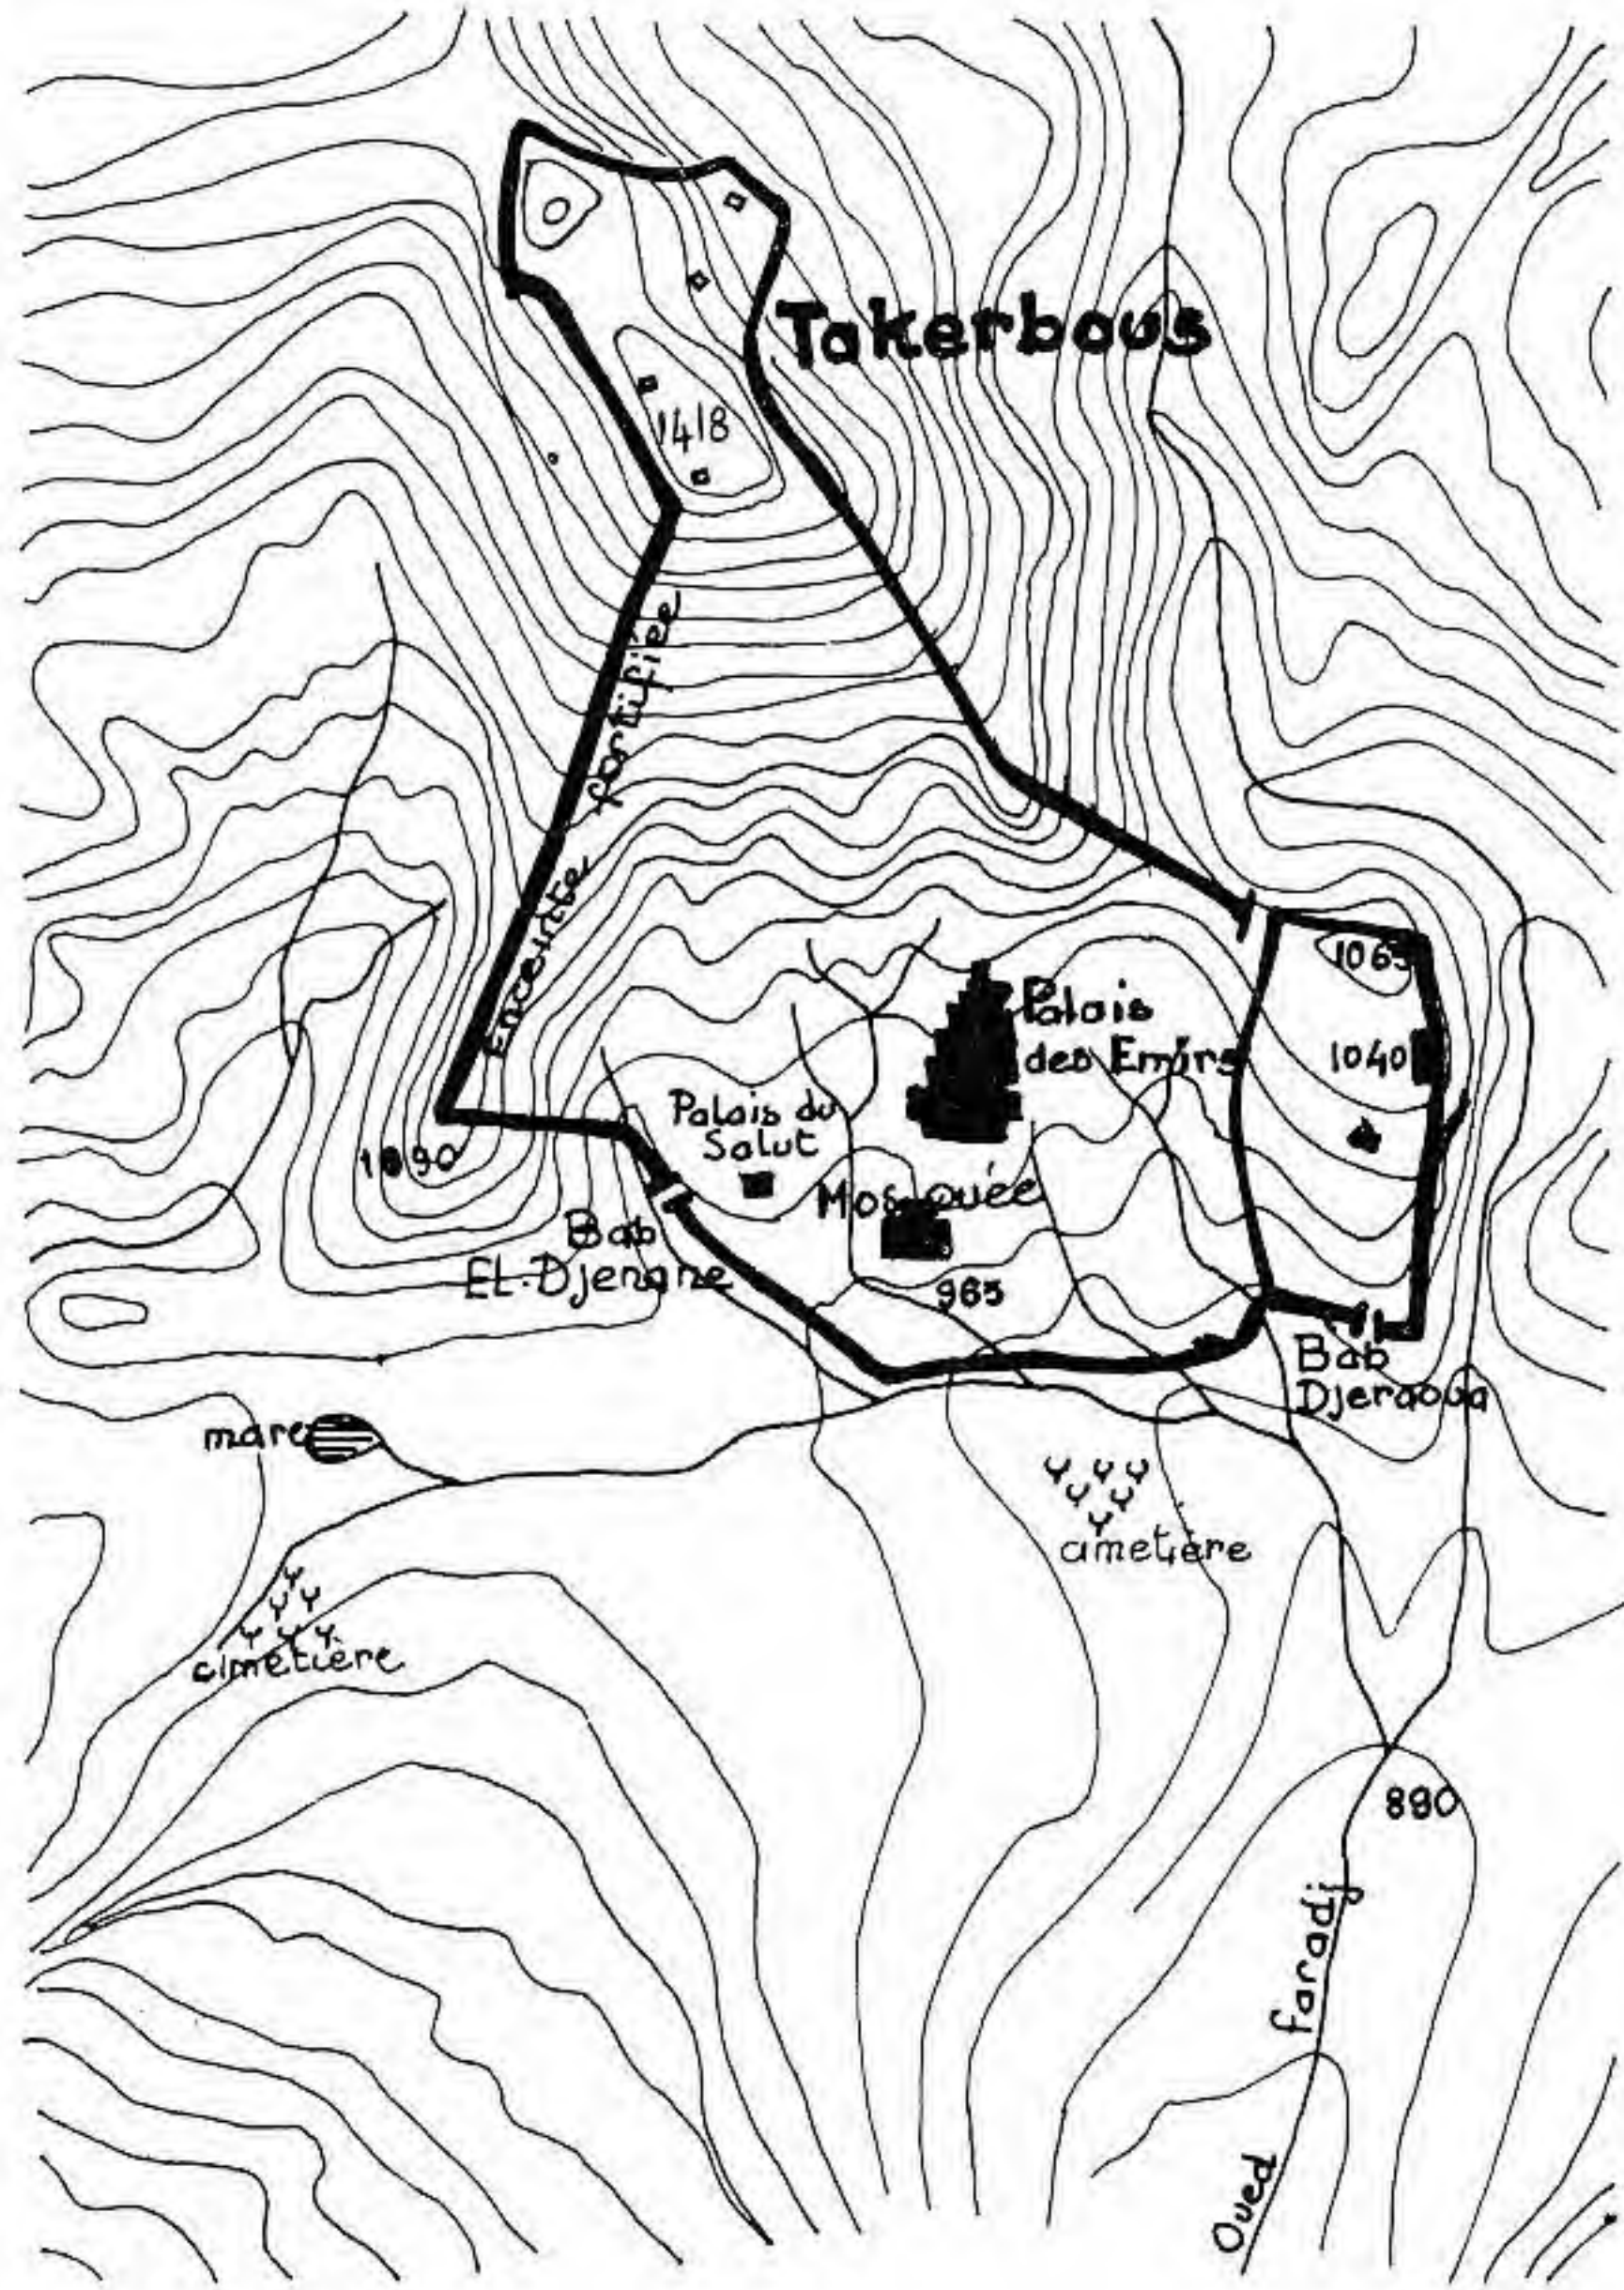 Takerbous
1418
Enceinte fortifiée
1065
Palais
des Emirs
1040
Palais du
Salut
1090
Mosquée
Bab
EL-Djenane
965
Bab
Djeraoua
mare
cimetière
cimetière
890
Oued faradj